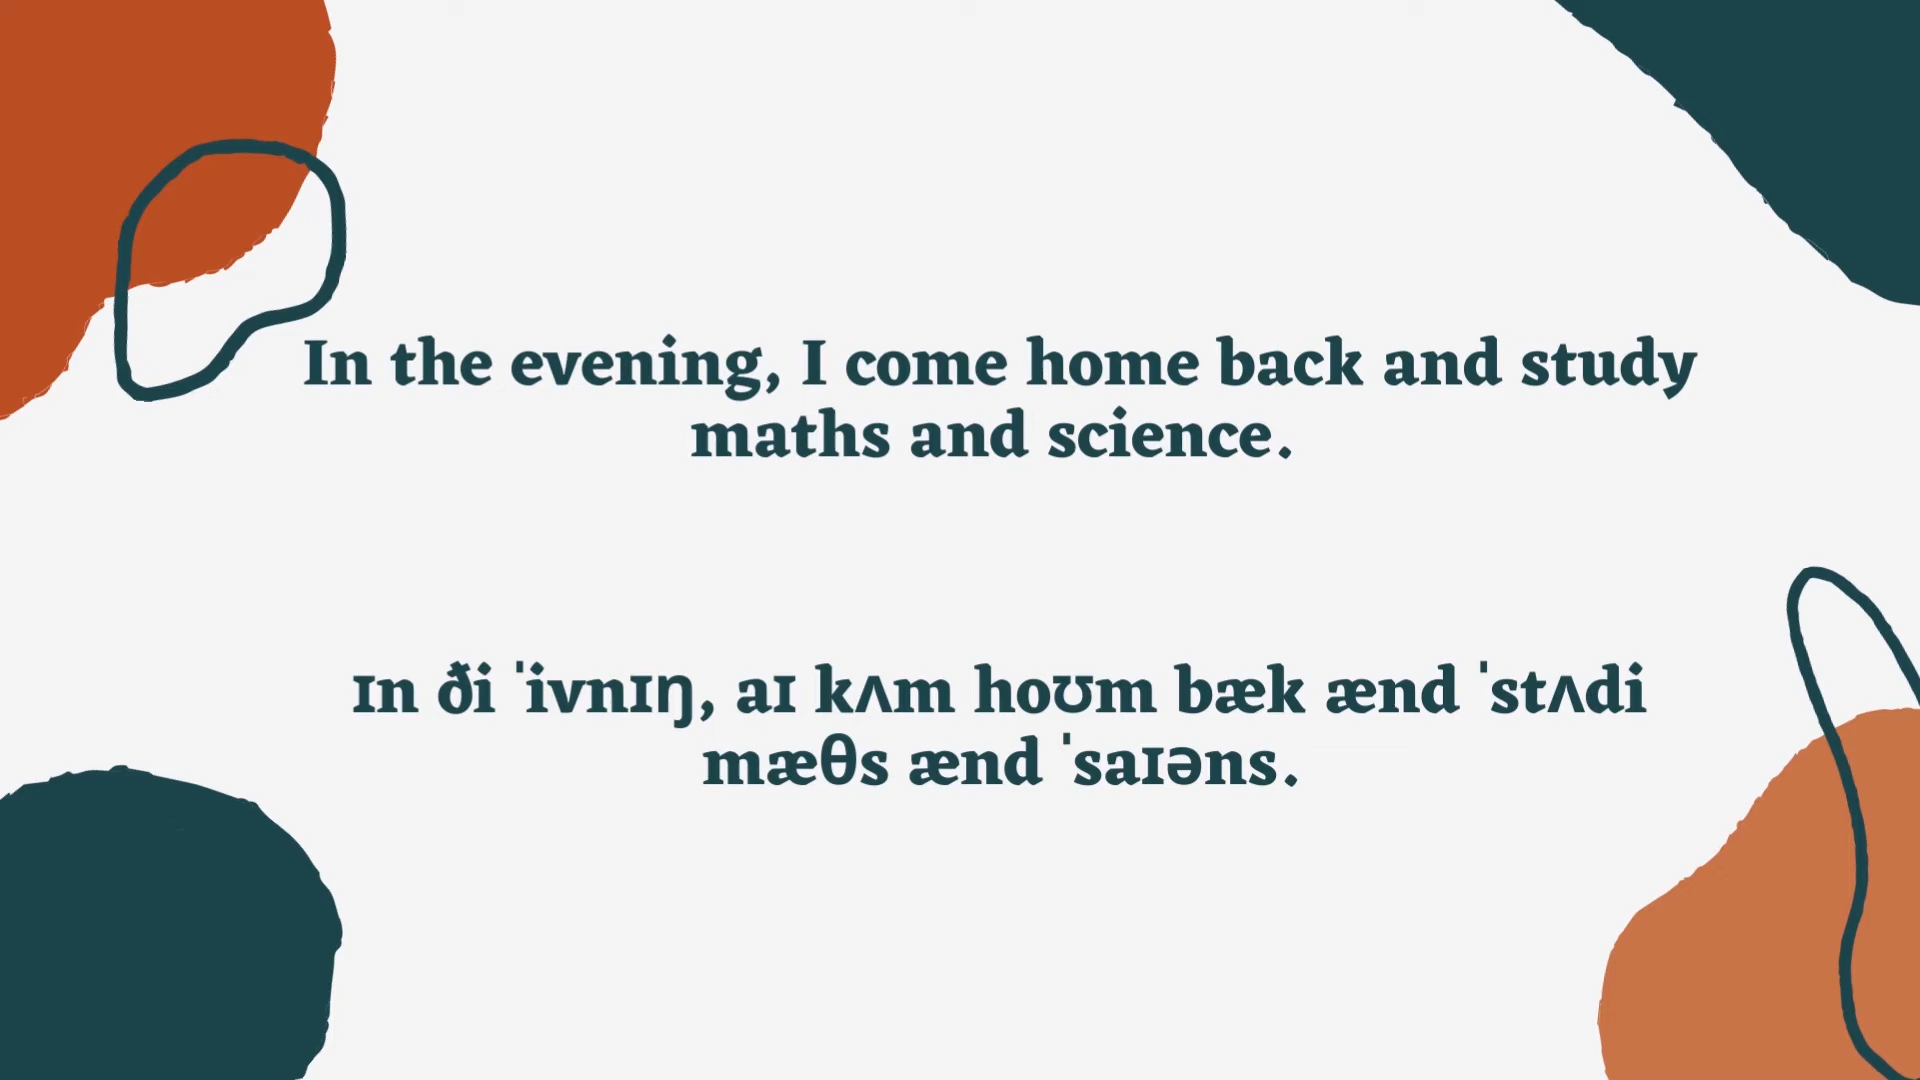 In the evening, I come home back and study
maths and science.
ɪn ði ˈivnɪŋ, aɪ kʌm hoʊm bæk ænd ˈstʌdi
mæθs ænd ˈsaɪəns.